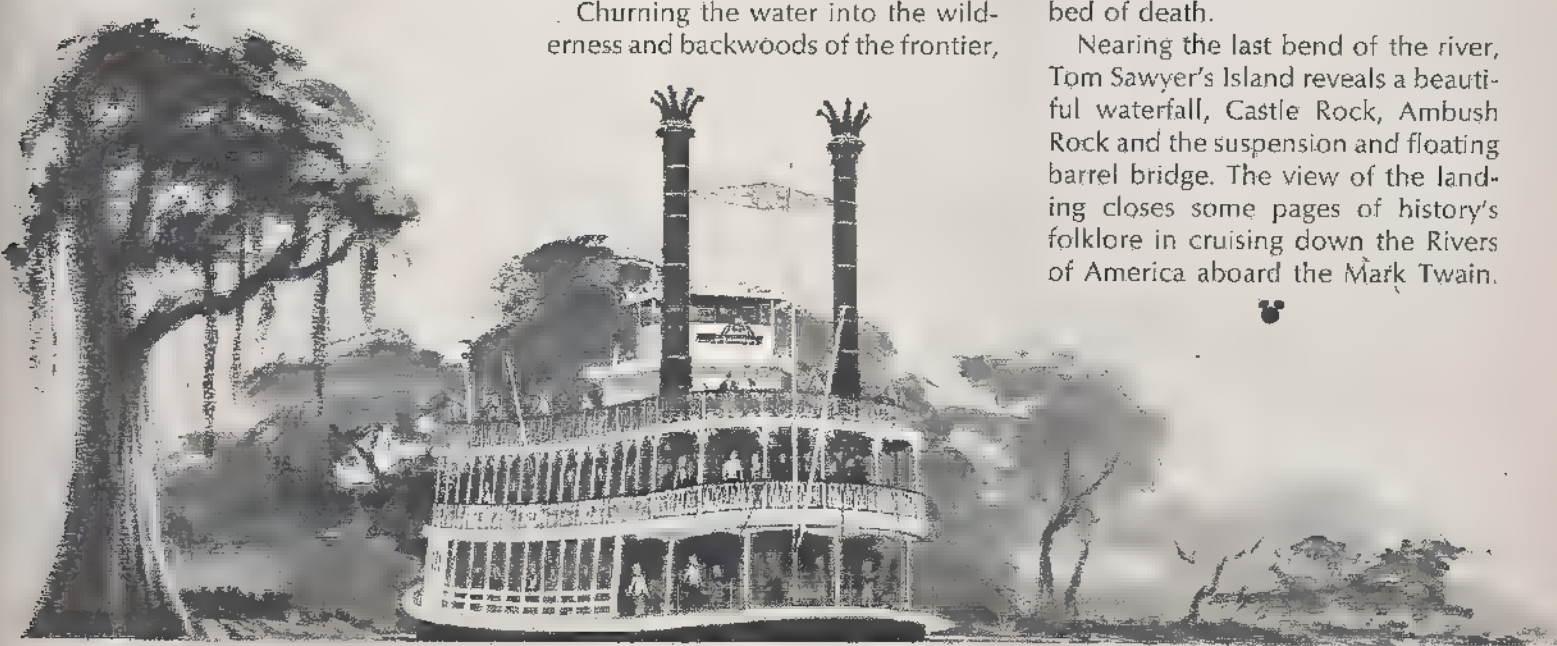 Churning the water into the wild-
erness and backwoods of the frontier,
bed of death.
Nearing the last bend of the river,
Tom Sawyer's Island reveals a beauti-
ful waterfall, Castle Rock, Ambush
Rock and the suspension and floating
barrel bridge. The view of the land-
ing closes some pages of history's
folklore in cruising down the Rivers
of America aboard the Mark Twain.